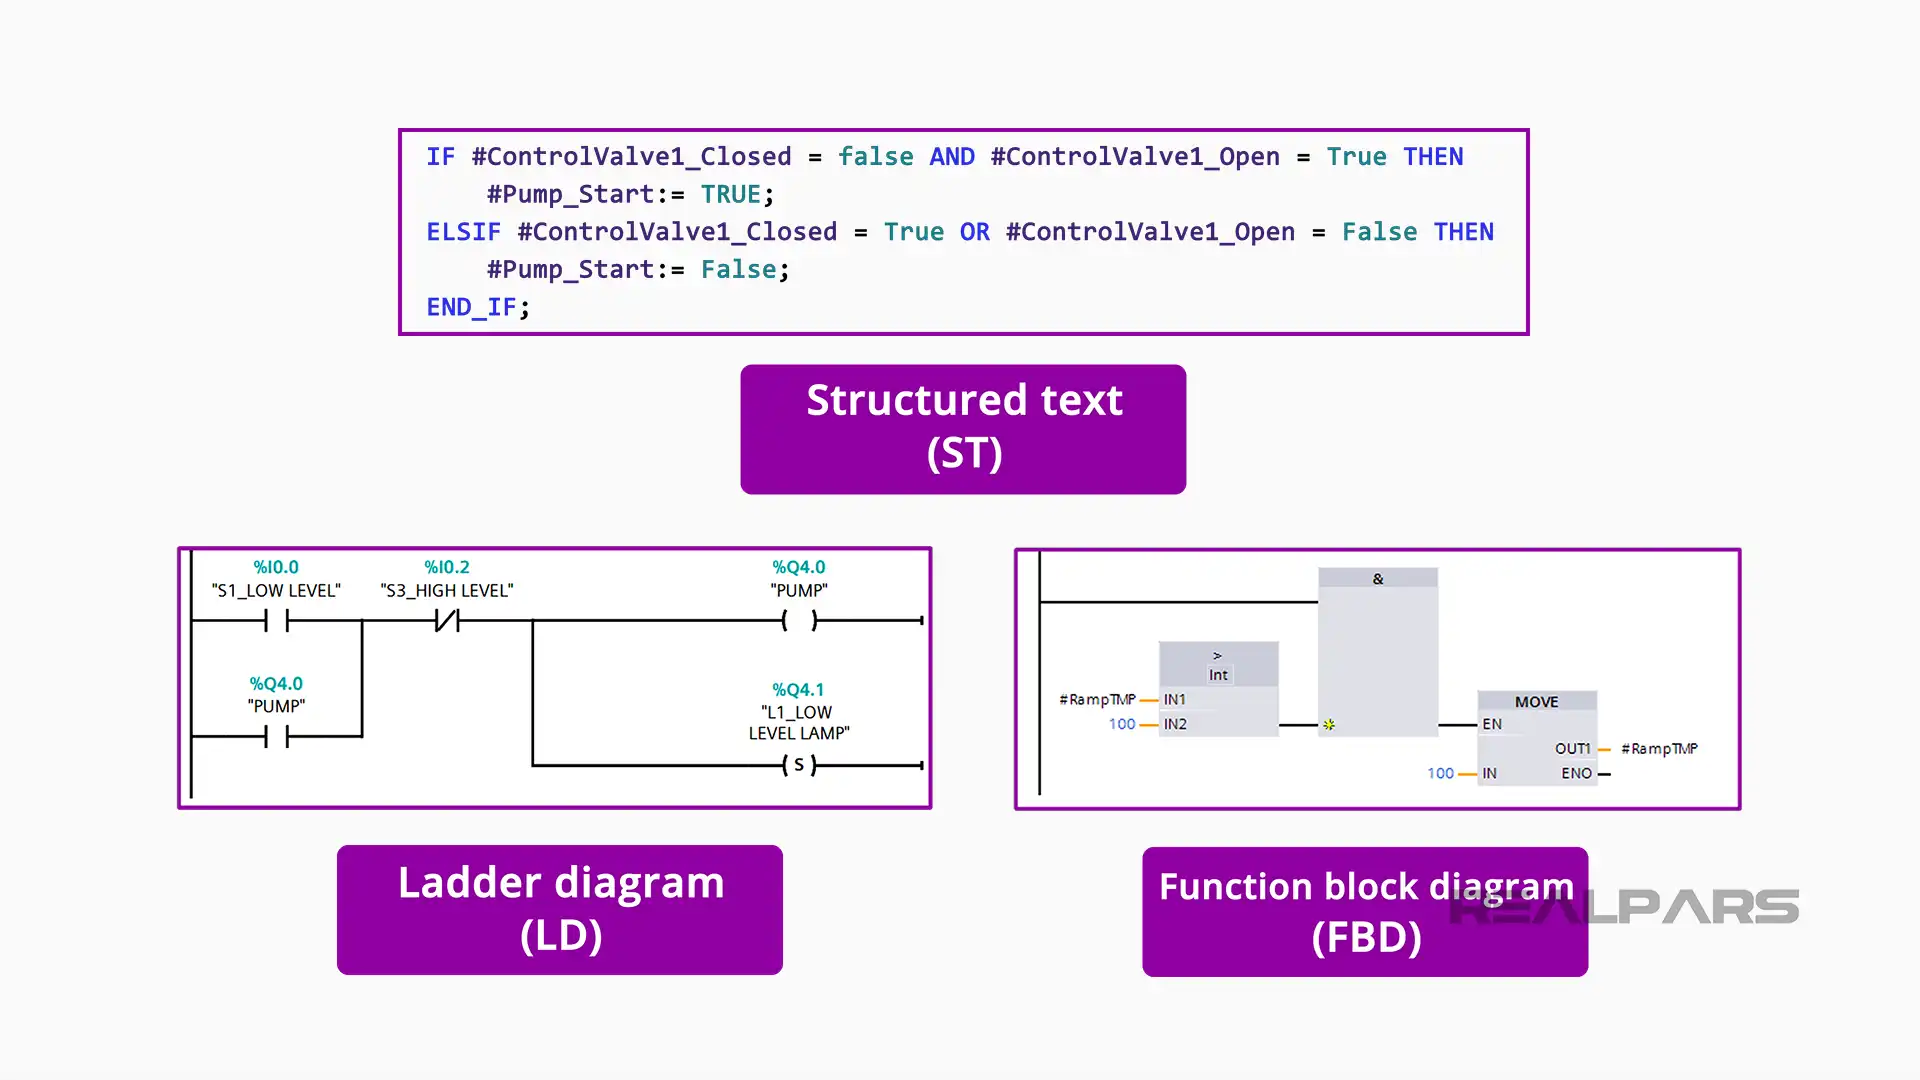 IF #ControlValve1_Closed = false AND #ControlValve1_Open = True THEN
#Pump_Start:= TRUE;
ELSIF #ControlValve1_Closed = True OR #ControlValve1_Open = False THEN
#Pump_Start:= False;
END_IF;
Structured text
(ST)
%I0.0
"S1_LOW LEVEL"
%I0.2
"S3_HIGH LEVEL"
%Q4.0
"PUMP"
%Q4.0
"PUMP"
%Q4.1
"L1_LOW
LEVEL LAMP"
S
Ladder diagram
(LD)
&
>
Int
#RampTMP IN1
100 IN2
MOVE
EN
OUT1 #RampTMP
100 IN ENO
Function block diagram
(FBD)
REALPARS